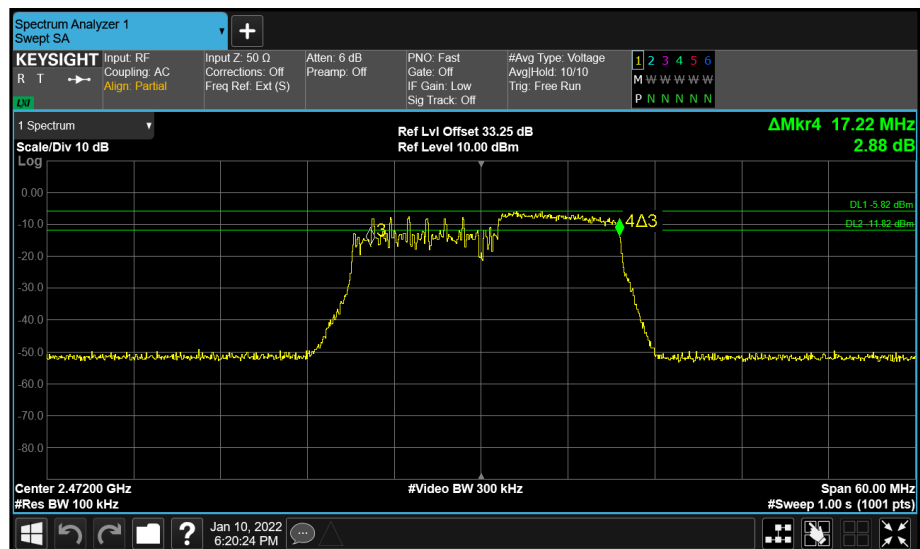 Spectrum Analyzer 1
Swept SA
+
KEYSIGHT
R T
LXI
Input: RF
Coupling: AC
Align: Partial
Input Z: 50 Ω
Corrections: Off
Freq Ref: Ext (S)
Atten: 6 dB
Preamp: Off
PNO: Fast
Gate: Off
IF Gain: Low
Sig Track: Off
#Avg Type: Voltage
Avg|Hold: 10/10
Trig: Free Run
1 2 3 4 5 6
M W W W W W
P N N N N N
1 Spectrum
Scale/Div 10 dB
Ref Lvl Offset 33.25 dB
Ref Level 10.00 dBm
ΔMkr4 17.22 MHz
2.88 dB
Log
0.00
DL1 -5.82 dBm
-10.0
3
4Δ3
DL2 -11.82 dBm
-20.0
-30.0
-40.0
-50.0
-60.0
-70.0
-80.0
Center 2.47200 GHz
#Video BW 300 kHz
Span 60.00 MHz
#Res BW 100 kHz
#Sweep 1.00 s (1001 pts)
?
Jan 10, 2022
6:20:24 PM